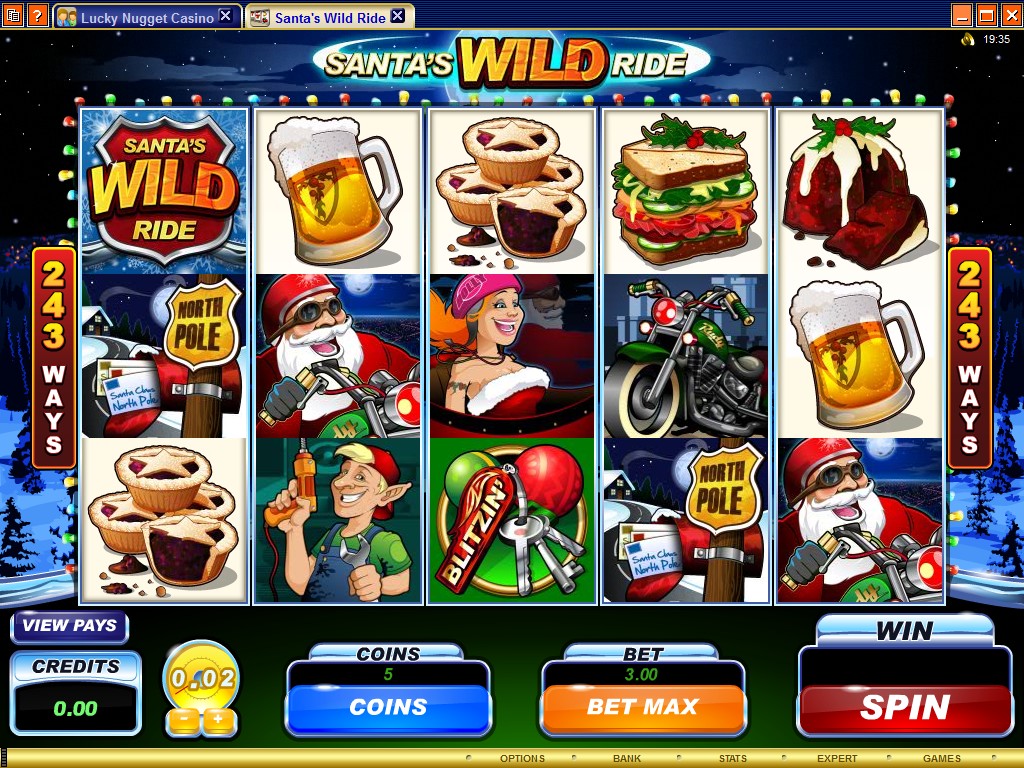 Lucky Nugget Casino
Santa's Wild Ride
19:35
SANTA'S WILD RIDE
SANTA'S
WILD
RIDE
243 WAYS
243 WAYS
NORTH
POLE
Santa Claus
North Pole
BLITZIN'
NORTH
POLE
Santa Claus
North Pole
VIEW PAYS
CREDITS
0.00
0.02
- +
COINS
5
COINS
BET
3.00
BET MAX
WIN
SPIN
OPTIONS BANK STATS EXPERT GAMES